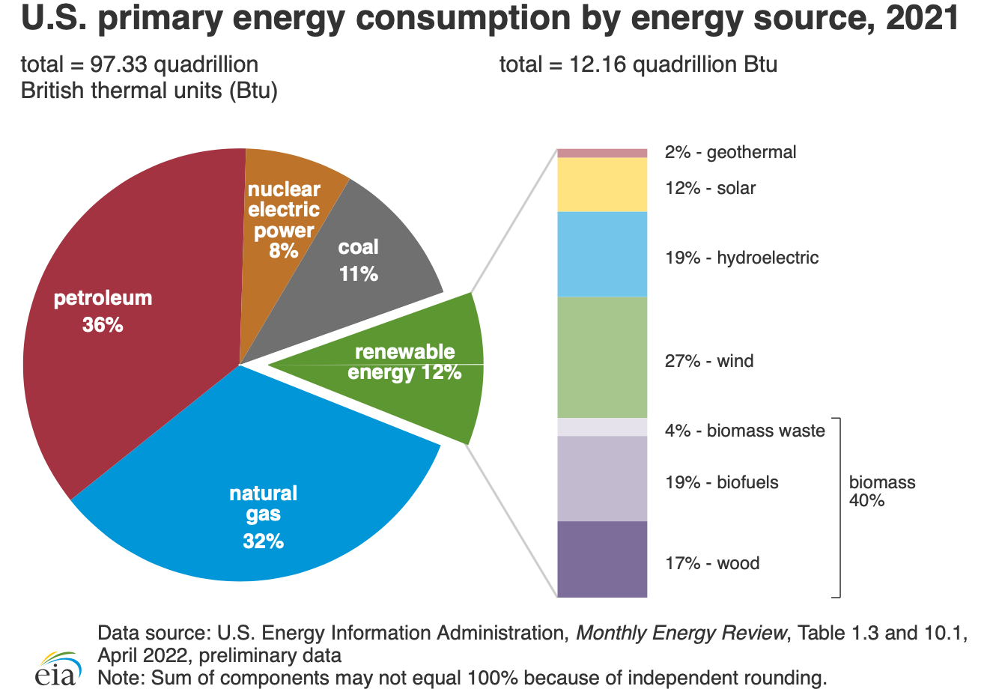 U.S. primary energy consumption by energy source, 2021
total = 97.33 quadrillion
British thermal units (Btu)
total = 12.16 quadrillion Btu
nuclear
electric
power
8%
coal
11%
petroleum
36%
renewable
energy 12%
natural
gas
32%
2% - geothermal
12% - solar
19% - hydroelectric
27% - wind
4% - biomass waste
19% - biofuels
17% - wood
biomass
40%
Data source: U.S. Energy Information Administration, Monthly Energy Review, Table 1.3 and 10.1,
April 2022, preliminary data
Note: Sum of components may not equal 100% because of independent rounding.
eia